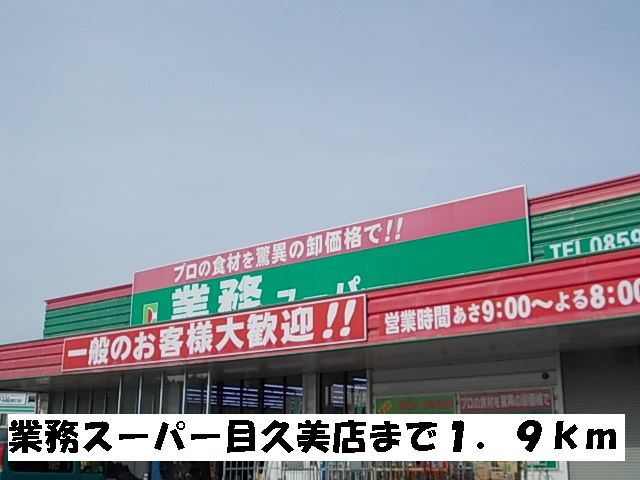 プロの食材を驚異の卸価格で!!
業務スーパー
TEL0859
一般のお客様大歓迎!!
営業時間あさ9:00〜よる8:00
プロの食材を驚異の卸価格で
業務スーパー目久美店まで1.9km